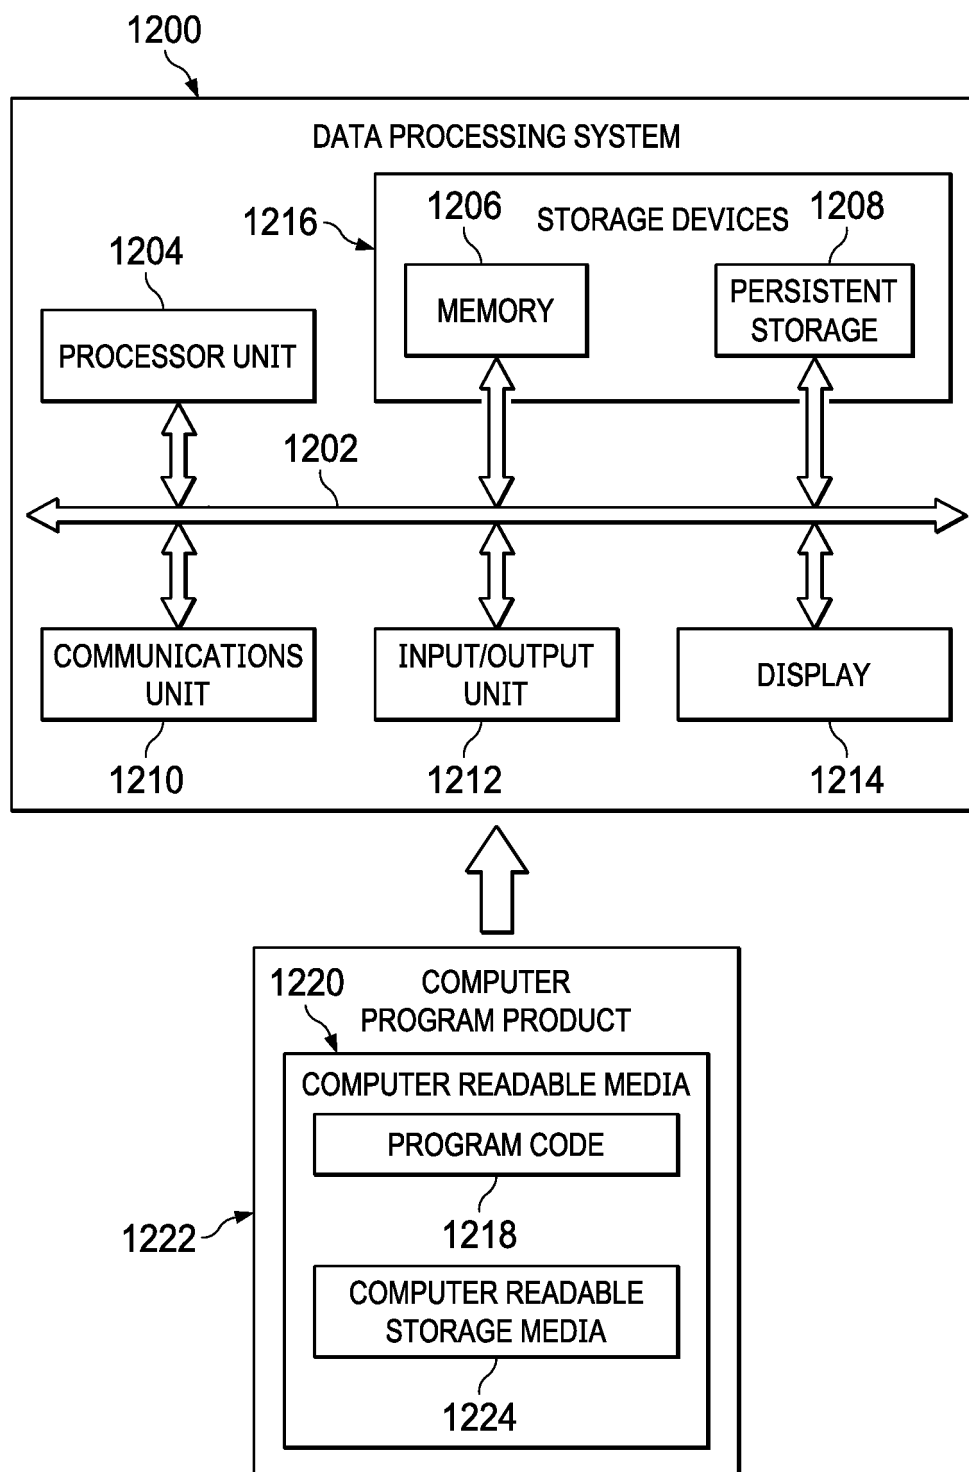 1200
DATA PROCESSING SYSTEM
1216
1206
STORAGE DEVICES
1208
1204
MEMORY
PERSISTENT
STORAGE
PROCESSOR UNIT
1202
COMMUNICATIONS
UNIT
INPUT/OUTPUT
UNIT
DISPLAY
1210
1212
1214
1220
COMPUTER
PROGRAM PRODUCT
COMPUTER READABLE MEDIA
PROGRAM CODE
1218
1222
COMPUTER READABLE
STORAGE MEDIA
1224